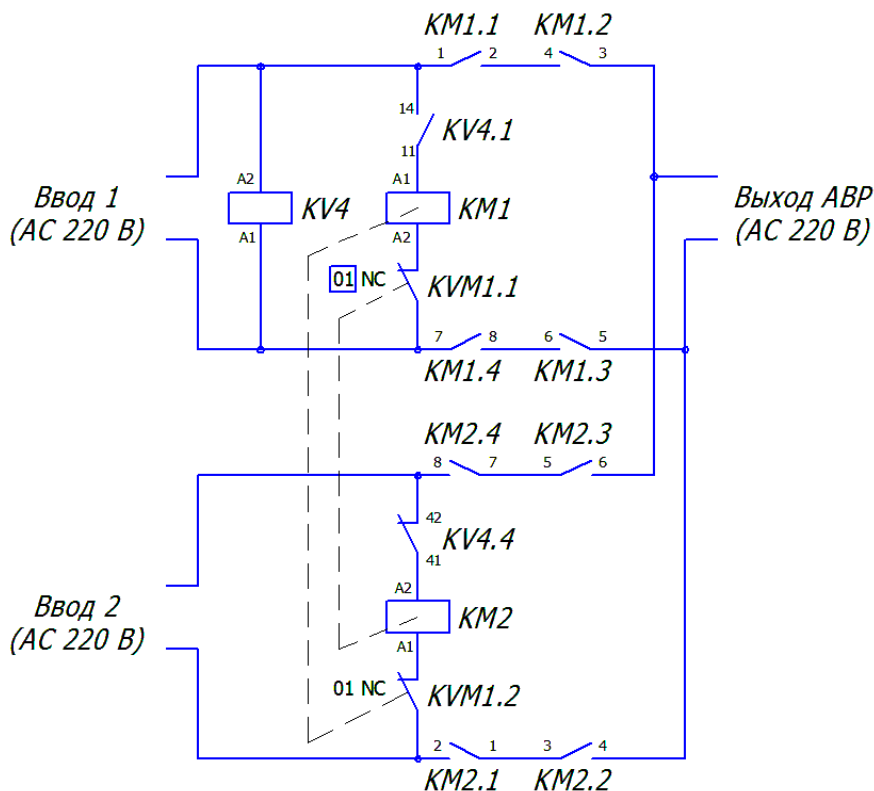 KM1.1 KM1.2
1 2 4 3
14
KV4.1
11
A2 A1
Ввод 1 KV4 KM1 Выход АВР
(АС 220 В) (АС 220 В)
A1 A2
01 NC KVM1.1
7 8 6 5
KM1.4 KM1.3
KM2.4 KM2.3
8 7 5 6
42
KV4.4
41
A2
Ввод 2 KM2
(АС 220 В)
A1
01 NC KVM1.2
2 1 3 4
KM2.1 KM2.2